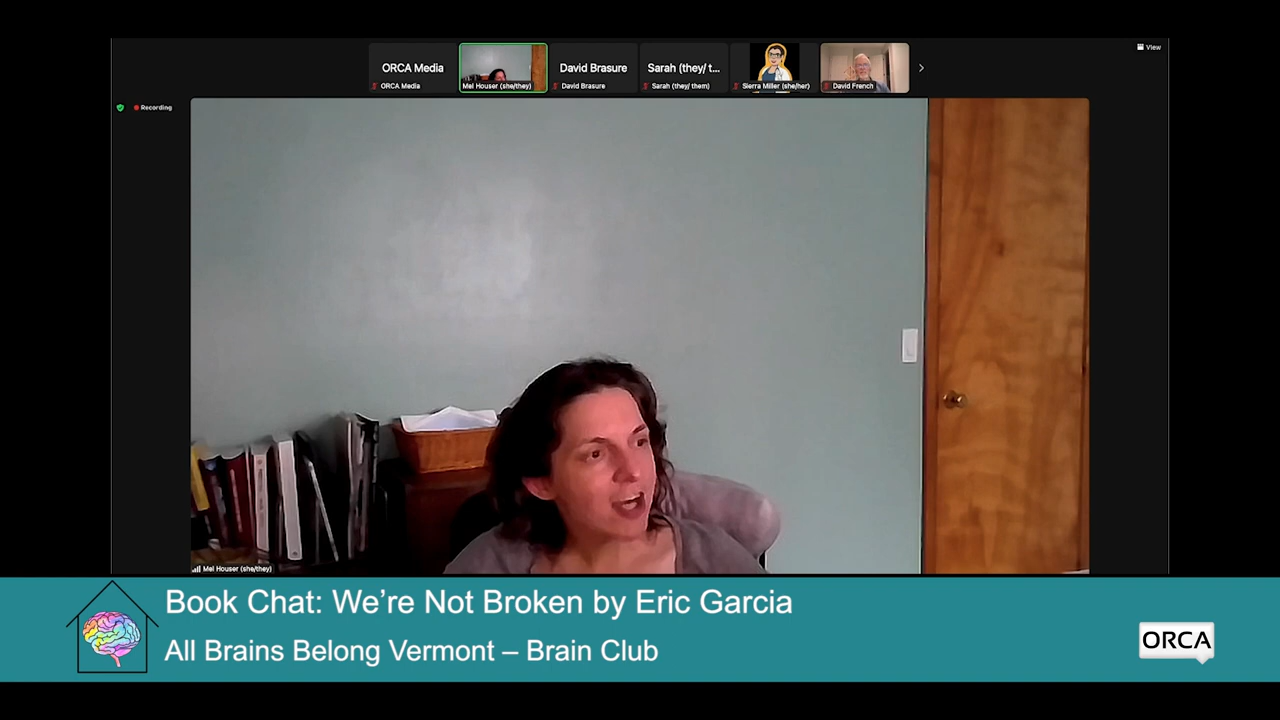 View
ORCA Media
David Brasure
Sarah (they/ t...
ORCA Media
Mel Houser (she/they)
David Brasure
Sarah (they/ them)
Sierra Miller (she/her)
David French
Recording
Mel Houser (she/they)
Book Chat: We’re Not Broken by Eric Garcia
All Brains Belong Vermont – Brain Club
ORCA